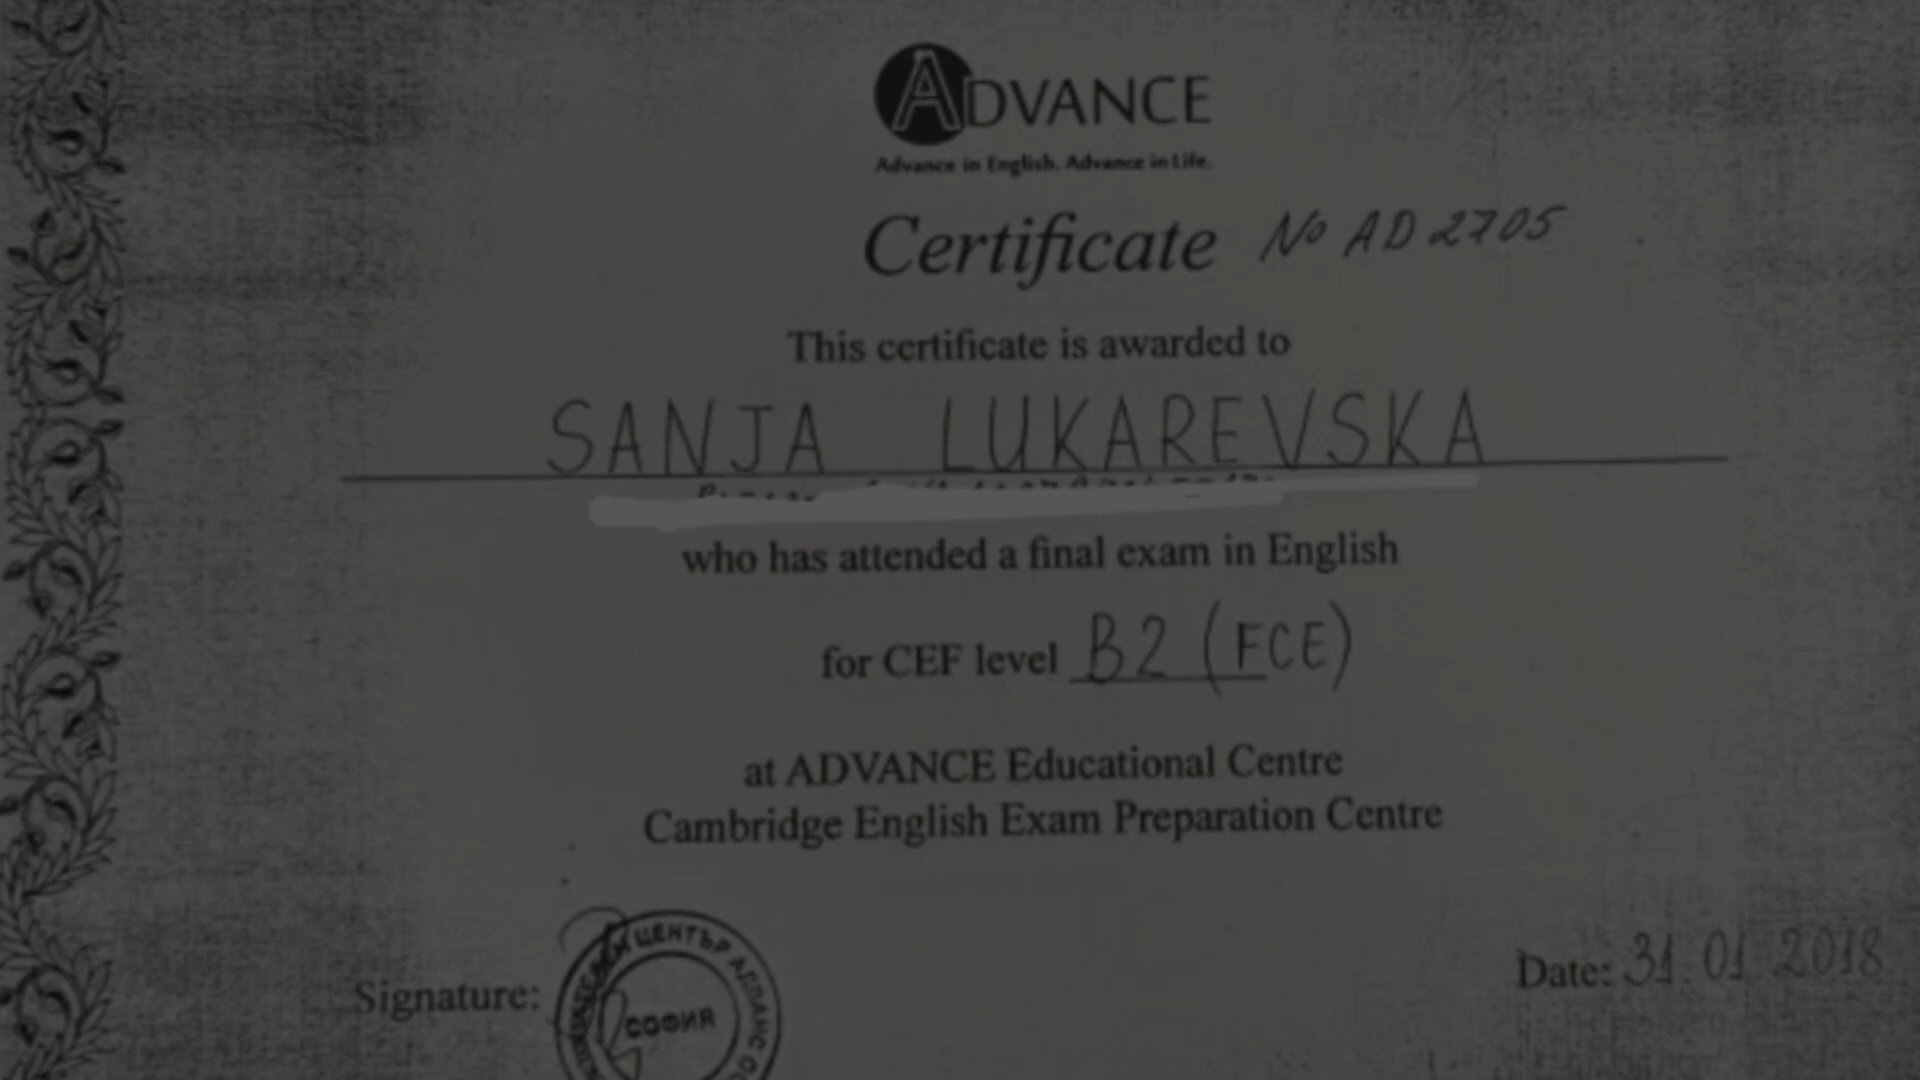 ADVANCE
Advance in English. Advance in Life.
Certificate No AD 2705
This certificate is awarded to
SANJA LUKAREVSKA
who has attended a final exam in English
for CEF level B2 (FCE)
at ADVANCE Educational Centre
Cambridge English Exam Preparation Centre
Signature:
ЦЕНТЪР
СОФИЯ
Date: 31.01.2018